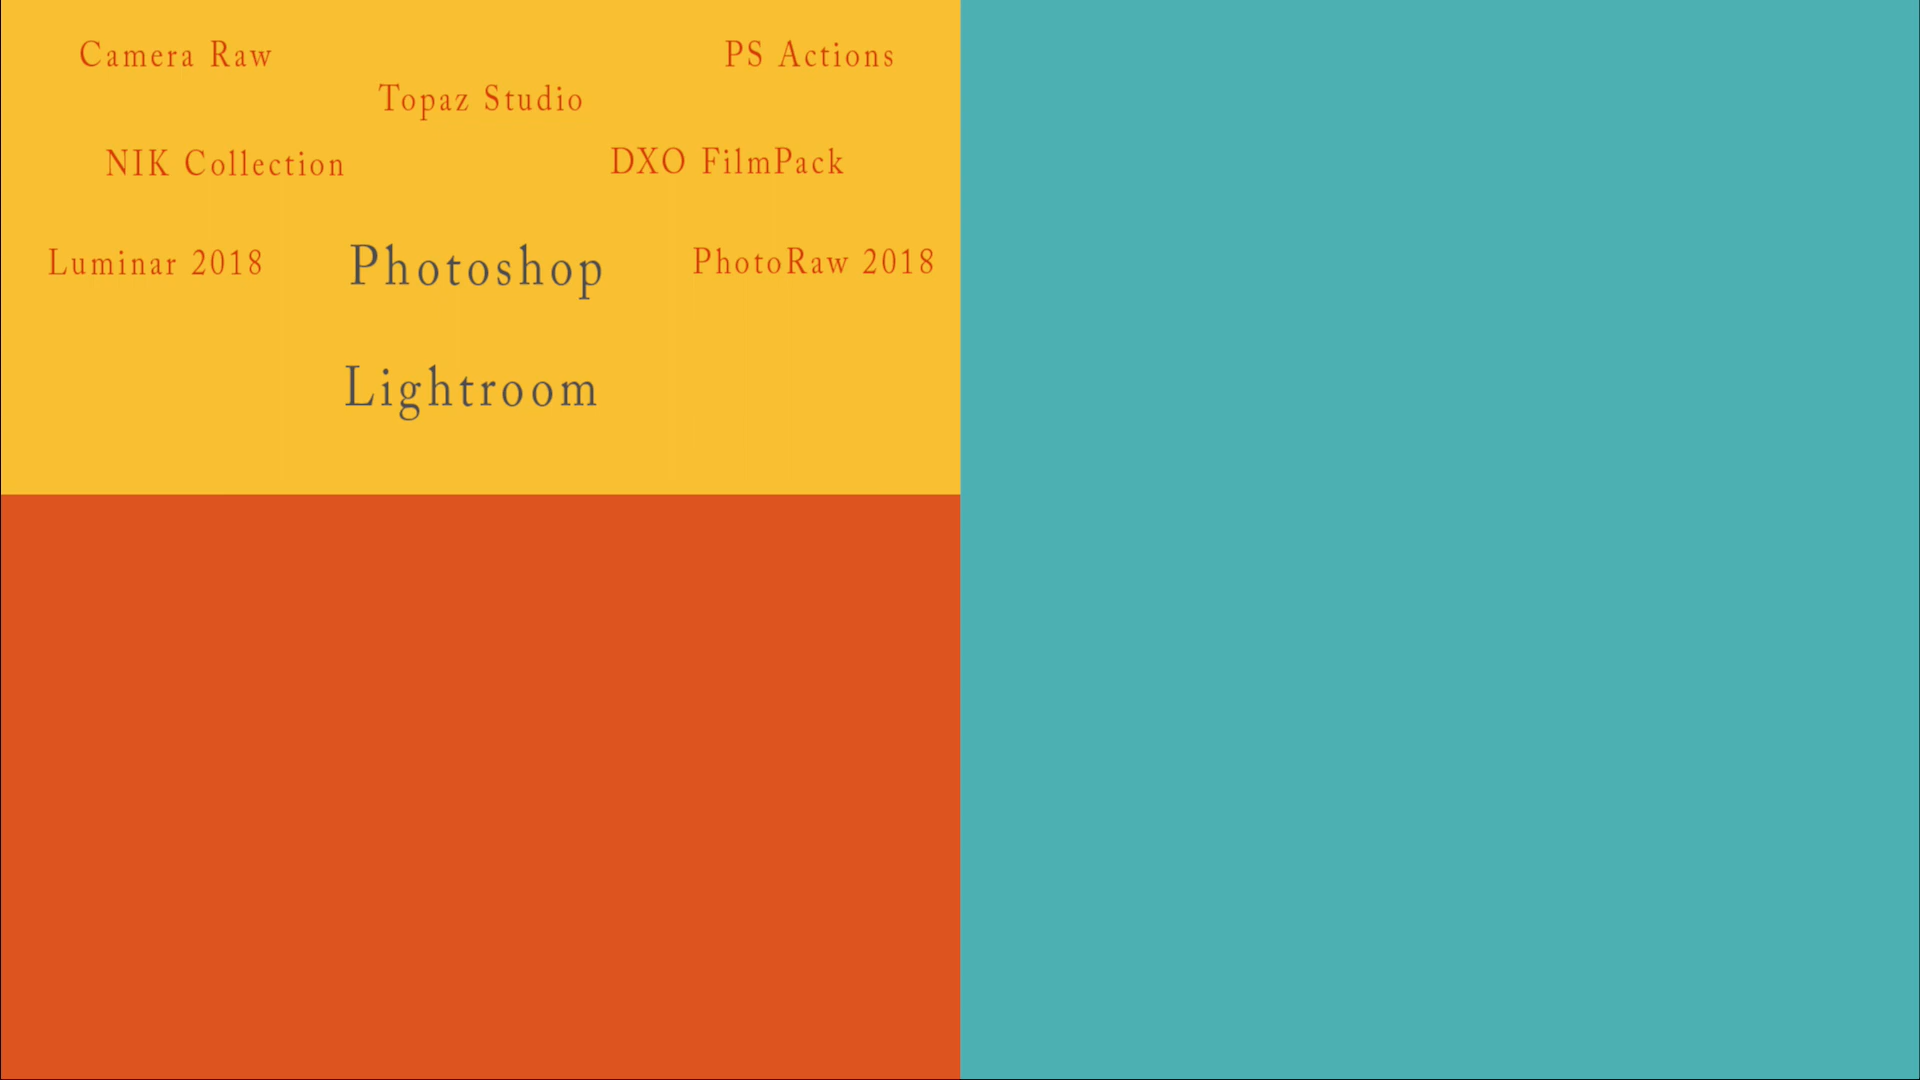 Camera Raw
PS Actions
Topaz Studio
NIK Collection
DXO FilmPack
Luminar 2018
Photoshop
PhotoRaw 2018
Lightroom